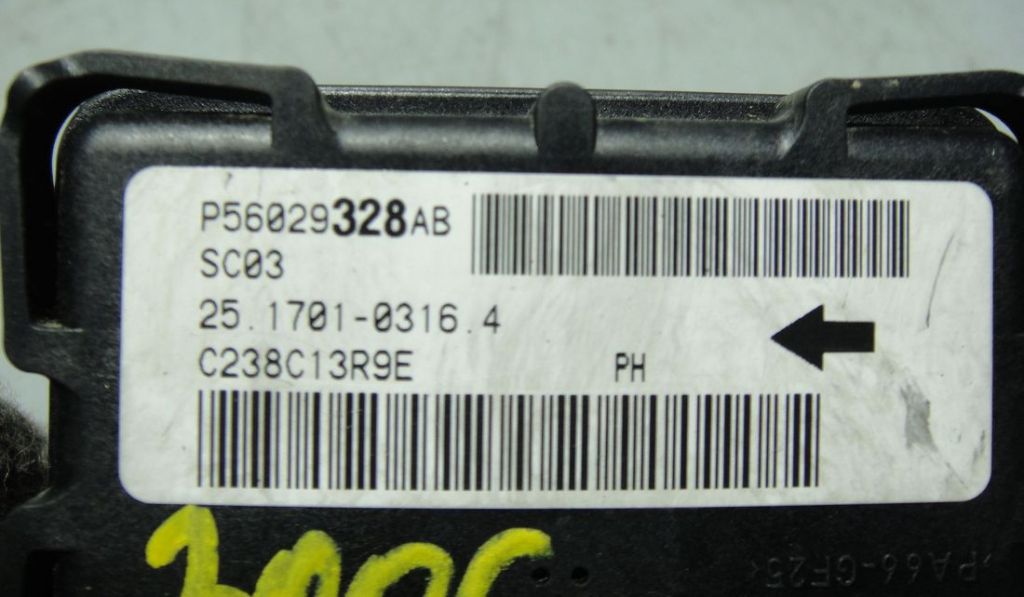 P56029328AB
SC03
25.1701-0316.4
C238C13R9E PH
>PA66-GF25<